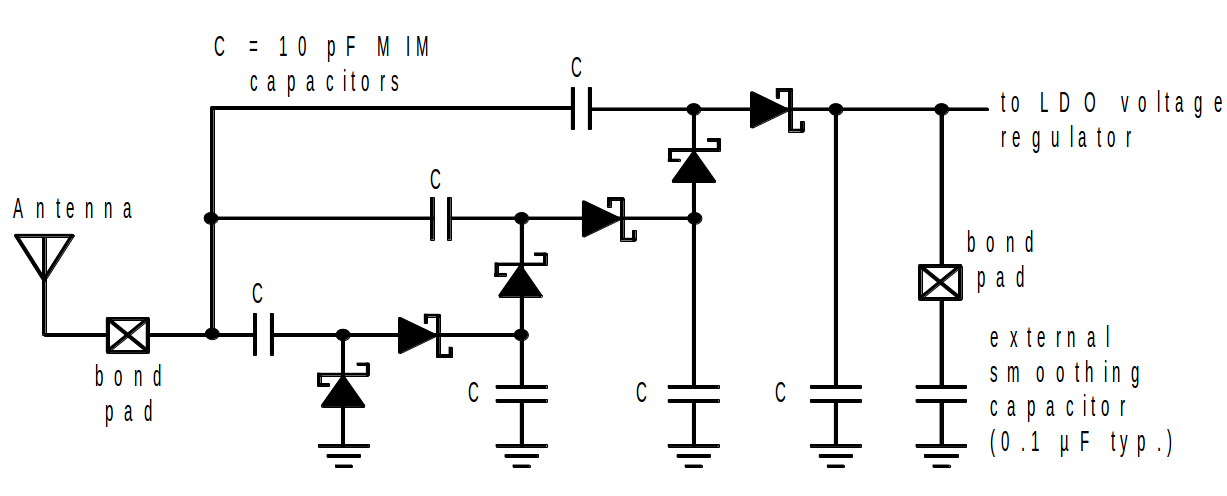 C = 10 pF MIM
capacitors
C
to LDO voltage
regulator
C
Antenna
bond
pad
C
bond
pad
C
C
C
external
smoothing
capacitor
(0.1 µF typ.)